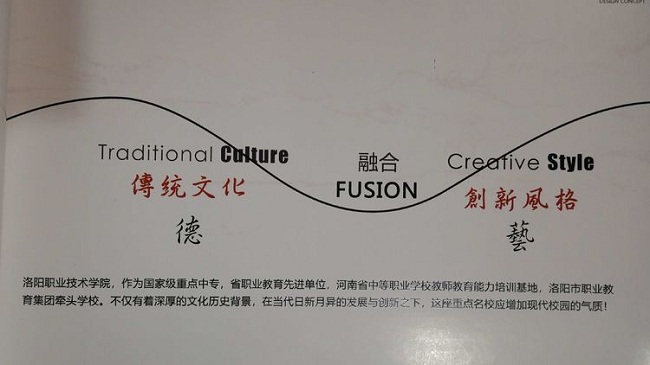 DESIGN CONCEPT
Traditional Culture
傳统文化
德
融合
FUSION
Creative Style
創新風格
藝
洛阳职业技术学院，作为国家级重点中专，省职业教育先进单位，河南省中等职业学校教师教育能力培训基地，洛阳市职业教
育集团牵头学校。不仅有着深厚的文化历史背景，在当代日新月异的发展与创新之下，这座重点名校应增加现代校园的气质！